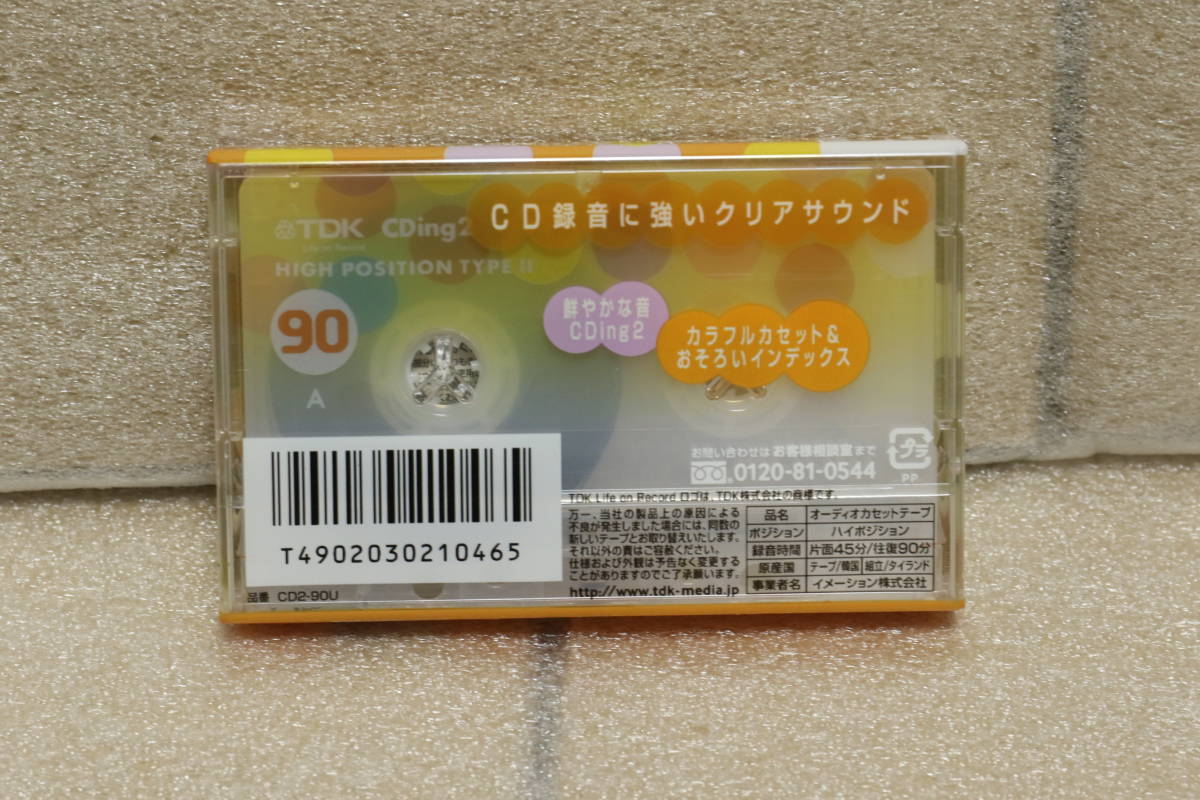 CD録音に強いクリアサウンド
TDK CDing2
Life on Record
HIGH POSITION TYPE II
90
A
鮮やかな音
CDing2
カラフルカセット&
おそろいインデックス
お問い合わせはお客様相談室まで
0120-81-0544
プラ
PP
T4902030210465
品番 CD2-90U
TDK Life on Record ロゴは、TDK株式会社の商標です。
万一、当社の製品上の原因による
不良が発生しました場合には、同数の
新しいテープとお取り替えいたします。
それ以外の責はご容赦ください。
仕様および外観は予告なく変更する
ことがありますのでご了承願います。
http://www.tdk-media.jp
品名 オーディオカセットテープ
ポジション ハイポジション
録音時間 片面45分/往復90分
原産国 テープ/韓国 組立/タイランド
事業者名 イメーション株式会社